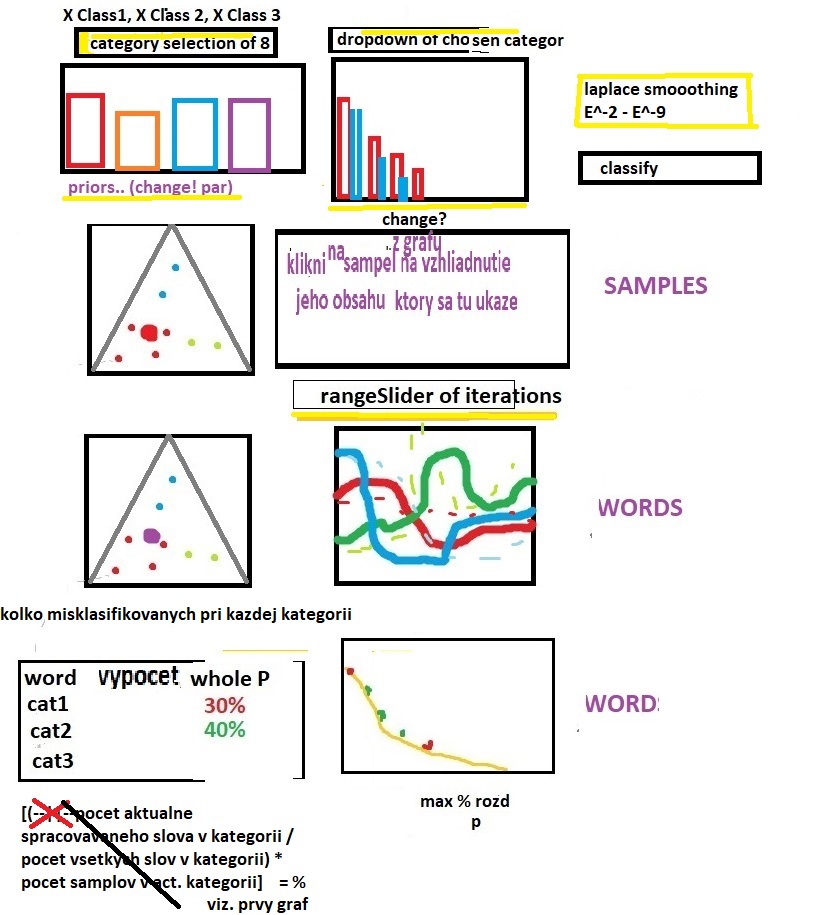 X Class1, X Class 2, X Class 3
category selection of 8
dropdown of chosen categor
laplace smooothing
E^-2 - E^-9
classify
priors.. (change! par)
change?
z grafu
klikni na sampel na vzhliadnutie
jeho obsahu ktory sa tu ukaze
SAMPLES
rangeSlider of iterations
WORDS
kolko misklasifikovanych pri kazdej kategorii
word vypocet whole P
cat1 30%
cat2 40%
cat3
WORDS
max % rozd
p
pocet aktualne
spracovavaneho slova v kategorii /
pocet vsetkych slov v kategorii) *
pocet samplov v act. kategorii] = %
viz. prvy graf